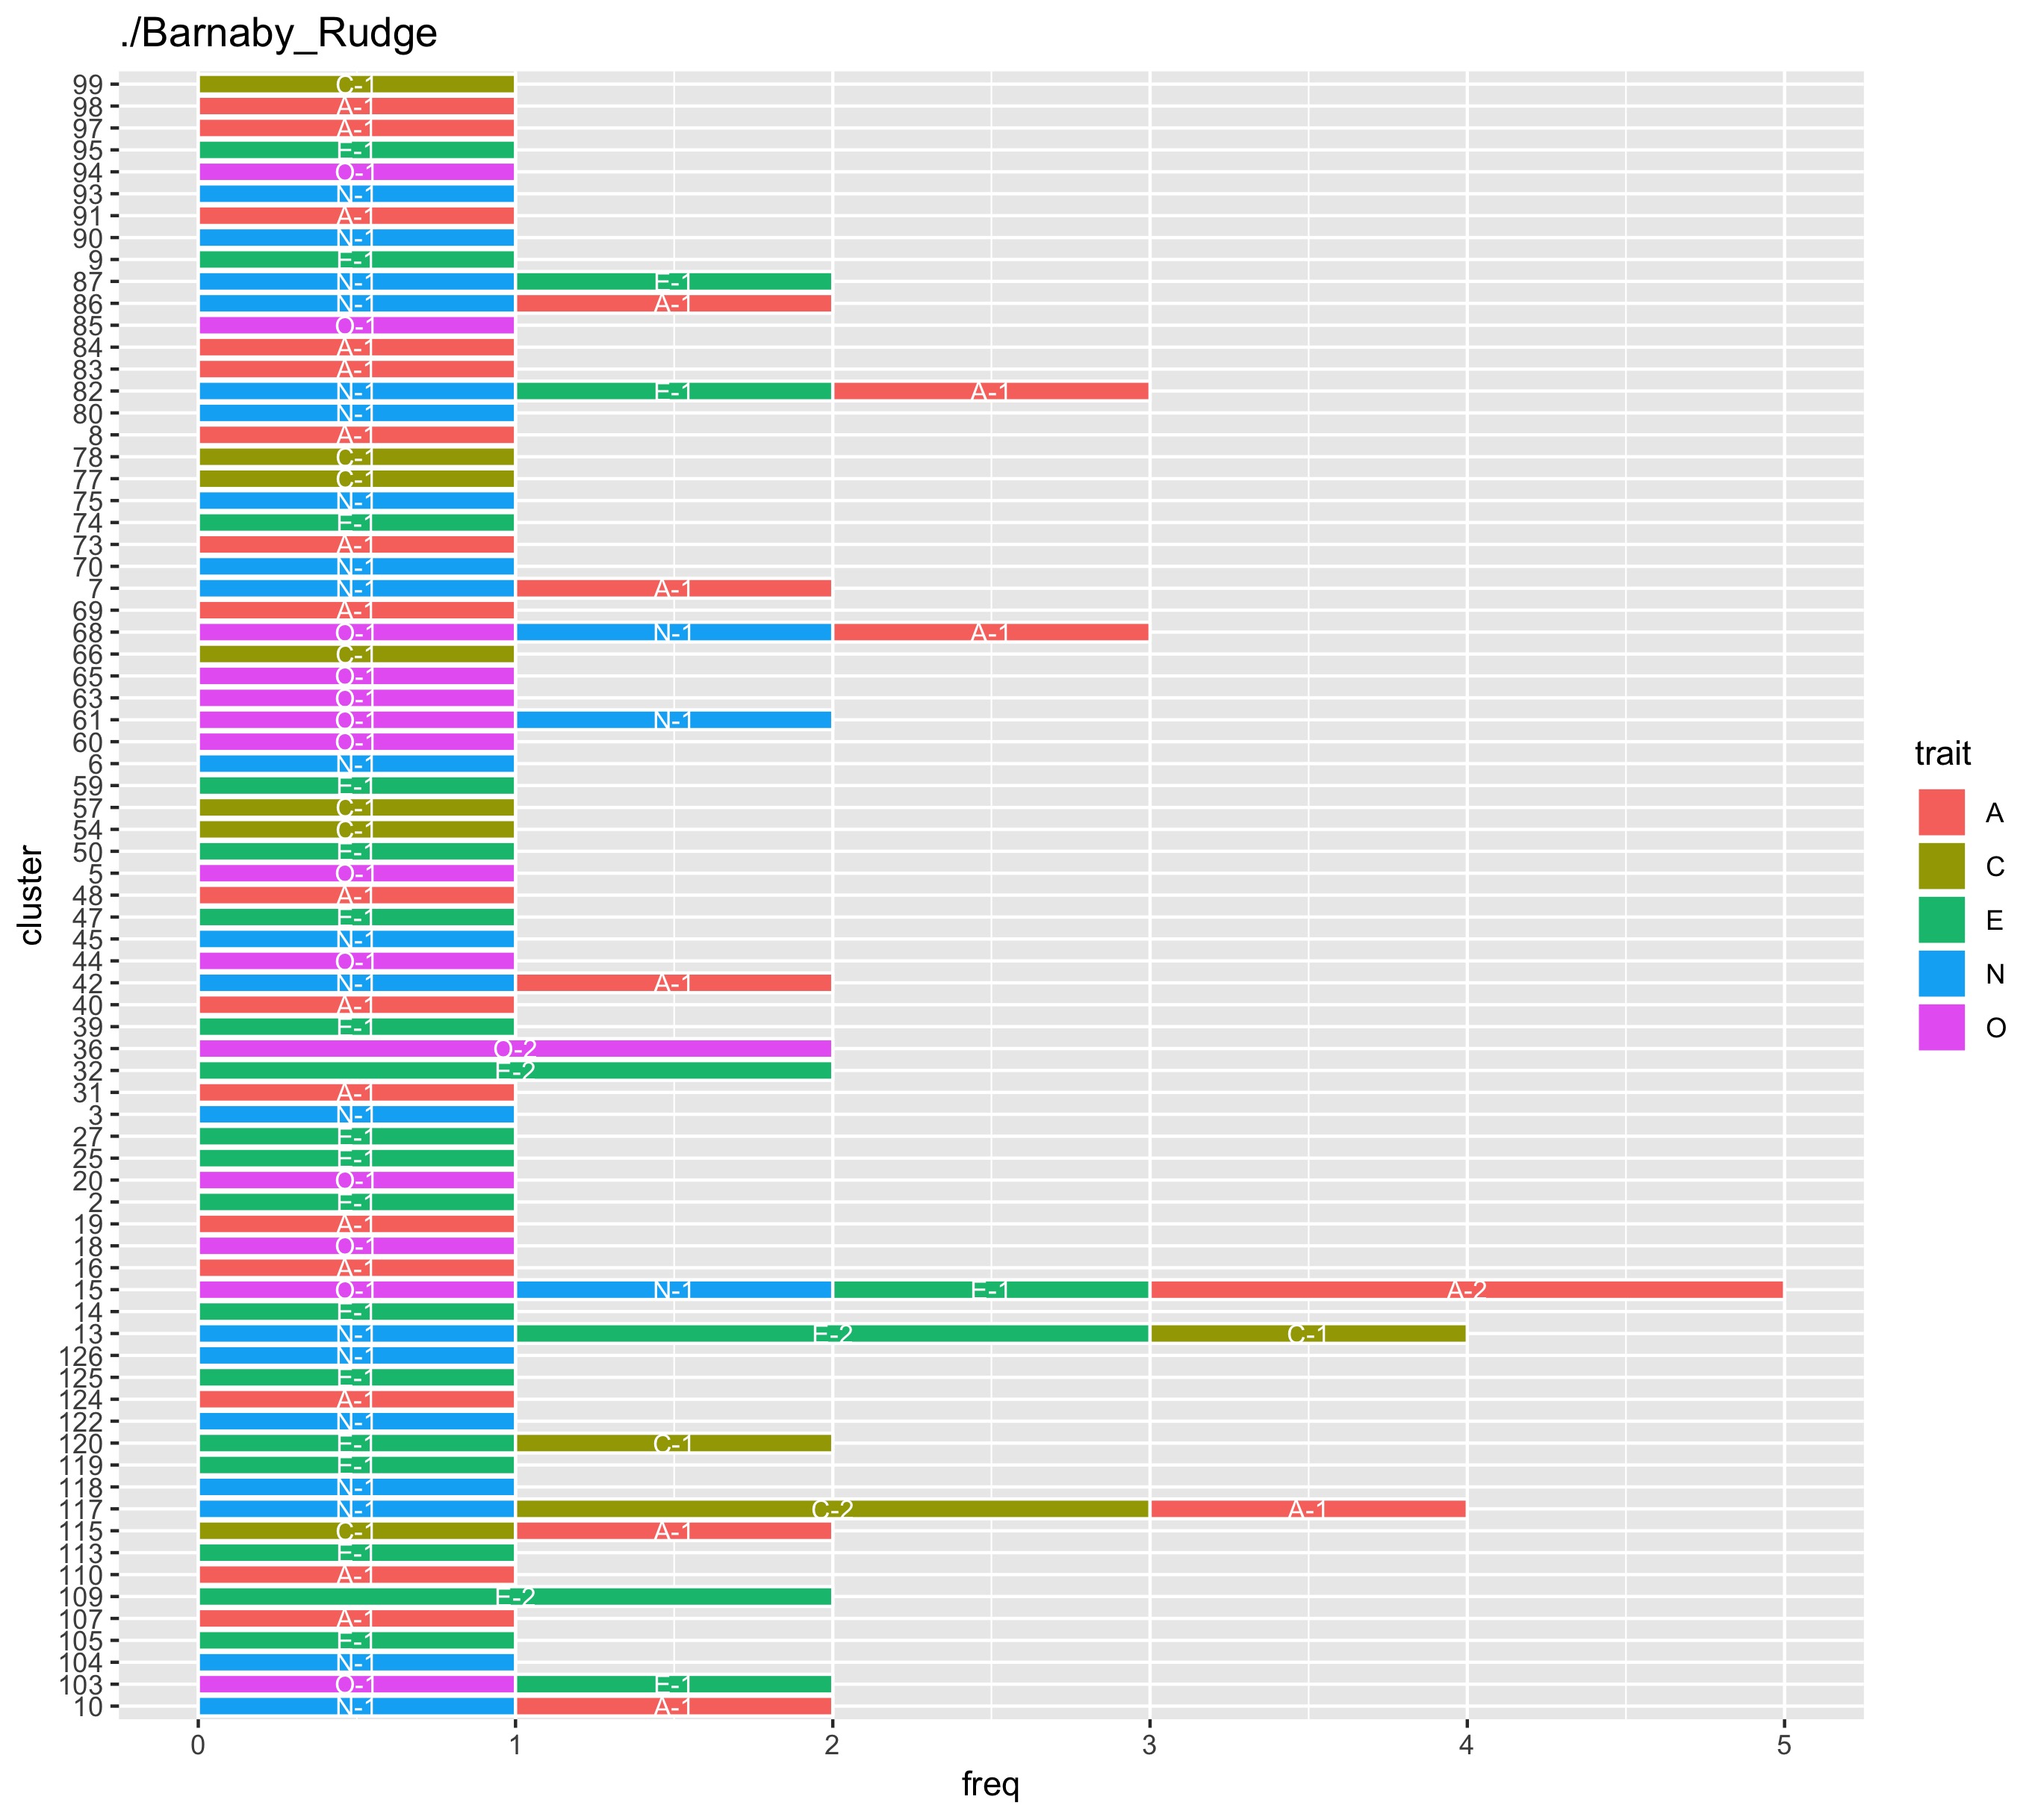 ./Barnaby_Rudge
99 C-1
98 A-1
97 A-1
95 E-1
94 O-1
93 N-1
91 A-1
90 N-1
9 E-1
87 N-1 E-1
86 N-1 A-1
85 O-1
84 A-1
83 A-1
82 N-1 E-1 A-1
80 N-1
8 A-1
78 C-1
77 C-1
75 N-1
74 E-1
73 A-1
70 N-1
7 N-1 A-1
69 A-1
68 O-1 N-1 A-1
66 C-1
65 O-1
63 O-1
61 O-1 N-1
60 O-1
6 N-1
59 E-1
57 C-1
54 C-1
50 E-1
5 O-1
48 A-1
47 E-1
45 N-1
44 O-1
42 N-1 A-1
40 A-1
39 E-1
36 O-2
32 E-2
31 A-1
3 N-1
27 E-1
25 E-1
20 O-1
2 E-1
19 A-1
18 O-1
16 A-1
15 O-1 N-1 E-1 A-2
14 E-1
13 N-1 E-2 C-1
126 N-1
125 E-1
124 A-1
122 N-1
120 E-1 C-1
119 E-1
118 N-1
117 N-1 C-2 A-1
115 C-1 A-1
113 E-1
110 A-1
109 E-2
107 A-1
105 E-1
104 N-1
103 O-1 E-1
10 N-1 A-1
0 1 2 3 4 5
freq
cluster
trait
A
C
E
N
O